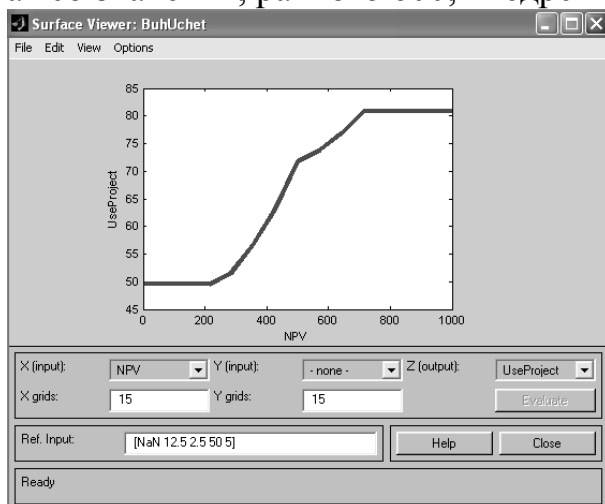 Surface Viewer: BuhUchet
File Edit View Options
85
80
75
70
65
60
55
50
45
UseProject
0 200 400 600 800 1000
NPV
X (input): NPV Y (input): - none - Z (output): UseProject
X grids: 15 Y grids: 15 Evaluate
Ref. Input: [NaN 12.5 2.5 50 5] Help Close
Ready